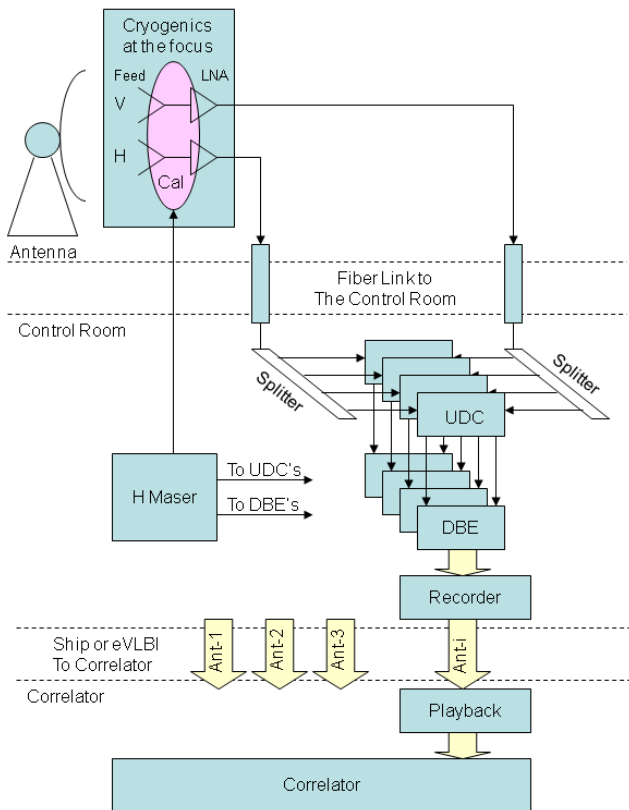 Cryogenics
at the focus
Feed
LNA
V
H
Cal
Antenna
Fiber Link to
The Control Room
Control Room
Splitter
Splitter
UDC
To UDC's
H Maser
To DBE's
DBE
Recorder
Ship or eVLBI
To Correlator
Ant-1
Ant-2
Ant-3
Ant-i
Correlator
Playback
Correlator